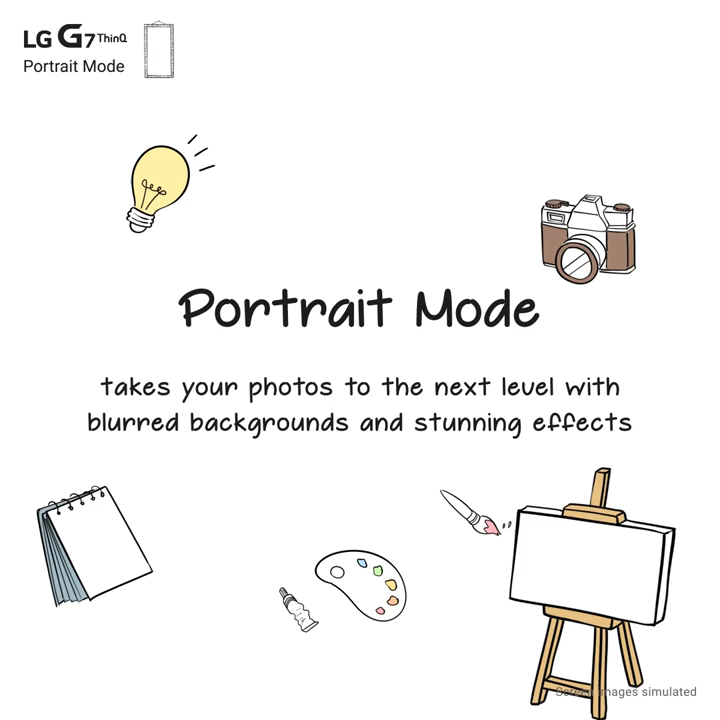 LG G7 ThinQ
Portrait Mode
Portrait Mode
takes your photos to the next level with
blurred backgrounds and stunning effects
Screen images simulated